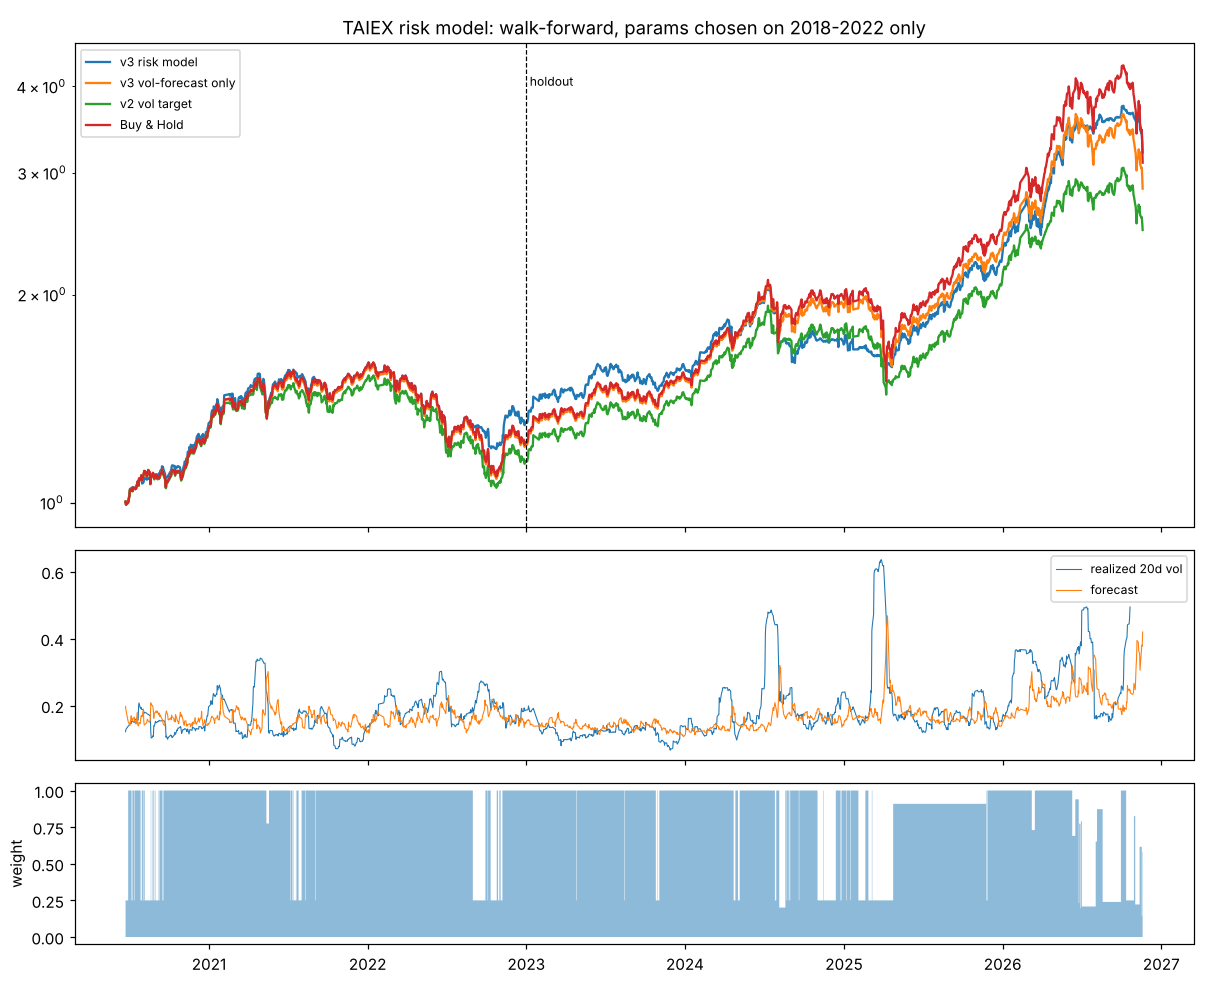 TAIEX risk model: walk-forward, params chosen on 2018-2022 only
v3 risk model
v3 vol-forecast only
v2 vol target
Buy & Hold
holdout
4 × 10⁰
3 × 10⁰
2 × 10⁰
10⁰
realized 20d vol
forecast
0.6
0.4
0.2
weight
1.00
0.75
0.50
0.25
0.00
2021 2022 2023 2024 2025 2026 2027